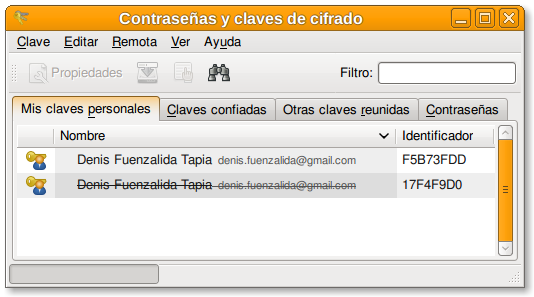 Contraseñas y claves de cifrado
Clave Editar Remota Ver Ayuda
Propiedades Filtro:
Mis claves personales Claves confiadas Otras claves reunidas Contraseñas
Nombre Identificador
Denis Fuenzalida Tapia denis.fuenzalida@gmail.com F5B73FDD
Denis Fuenzalida Tapia denis.fuenzalida@gmail.com 17F4F9D0